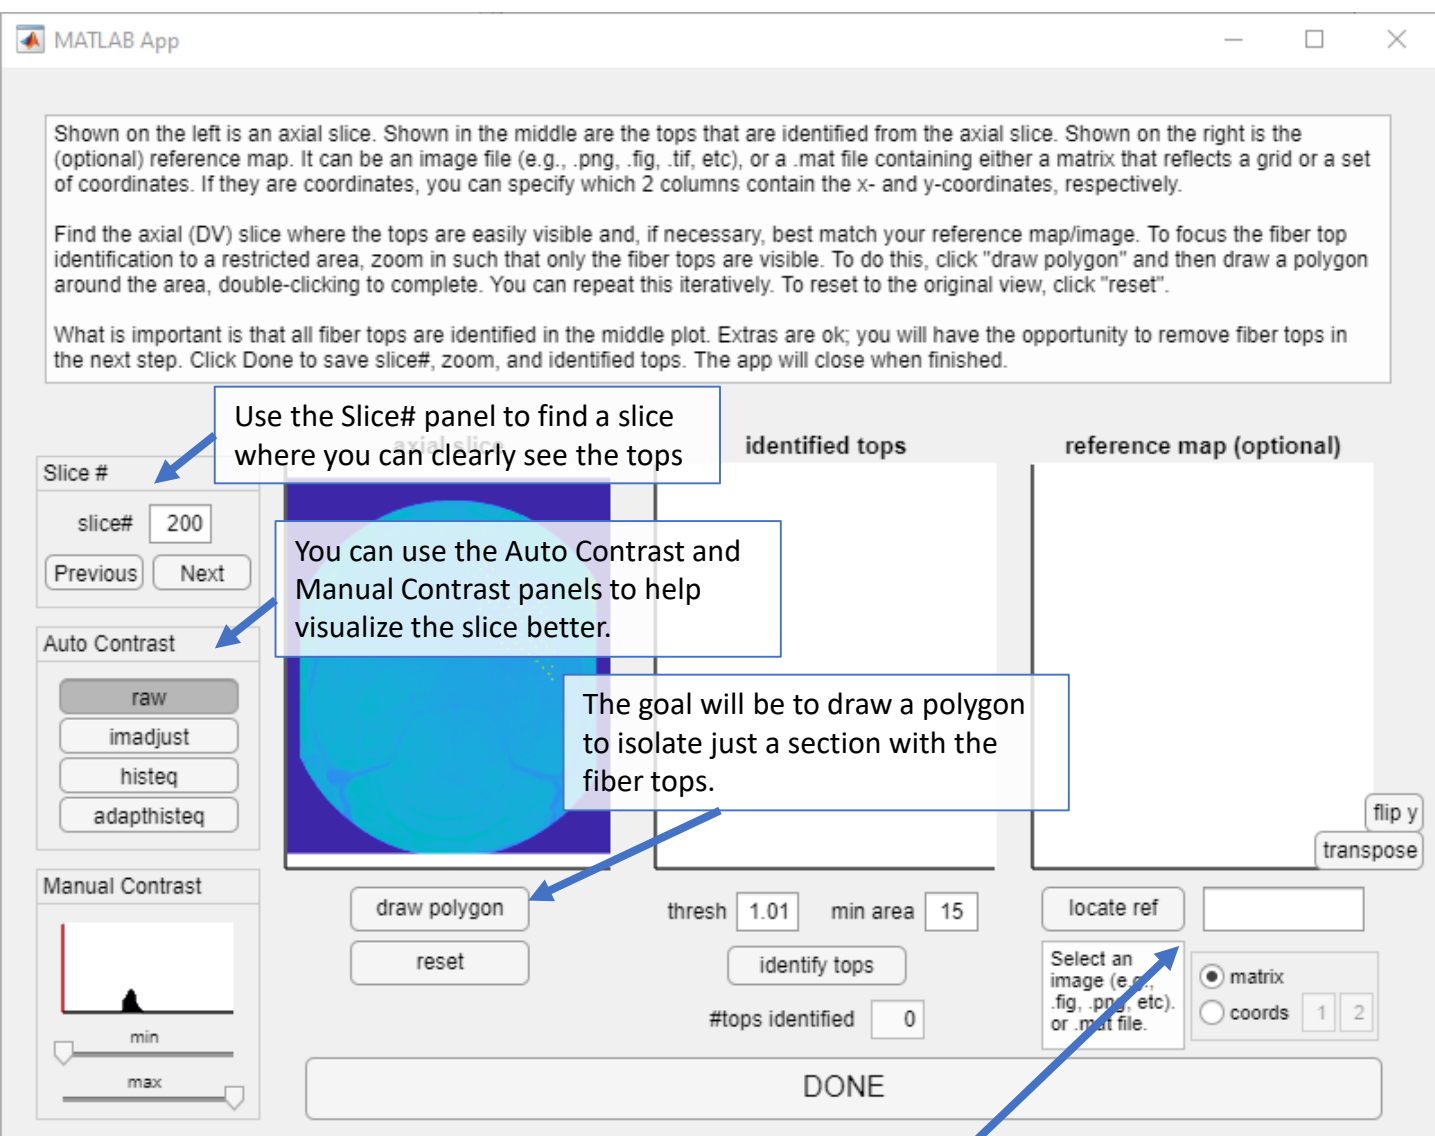 MATLAB App
Shown on the left is an axial slice. Shown in the middle are the tops that are identified from the axial slice. Shown on the right is the
(optional) reference map. It can be an image file (e.g., .png, .fig, .tif, etc), or a .mat file containing either a matrix that reflects a grid or a set
of coordinates. If they are coordinates, you can specify which 2 columns contain the x- and y-coordinates, respectively.
Find the axial (DV) slice where the tops are easily visible and, if necessary, best match your reference map/image. To focus the fiber top
identification to a restricted area, zoom in such that only the fiber tops are visible. To do this, click "draw polygon" and then draw a polygon
around the area, double-clicking to complete. You can repeat this iteratively. To reset to the original view, click "reset".
What is important is that all fiber tops are identified in the middle plot. Extras are ok; you will have the opportunity to remove fiber tops in
the next step. Click Done to save slice#, zoom, and identified tops. The app will close when finished.
Use the Slice# panel to find a slice
where you can clearly see the tops
axial slice
identified tops
reference map (optional)
Slice #
slice# 200
Previous Next
You can use the Auto Contrast and
Manual Contrast panels to help
visualize the slice better.
Auto Contrast
raw
imadjust
histeq
adapthisteq
The goal will be to draw a polygon
to isolate just a section with the
fiber tops.
flip y
transpose
Manual Contrast
min
max
draw polygon
reset
thresh 1.01 min area 15
identify tops
#tops identified 0
locate ref
Select an
image (e.g.,
.fig, .png, etc).
or .mat file.
matrix
coords 1 2
DONE